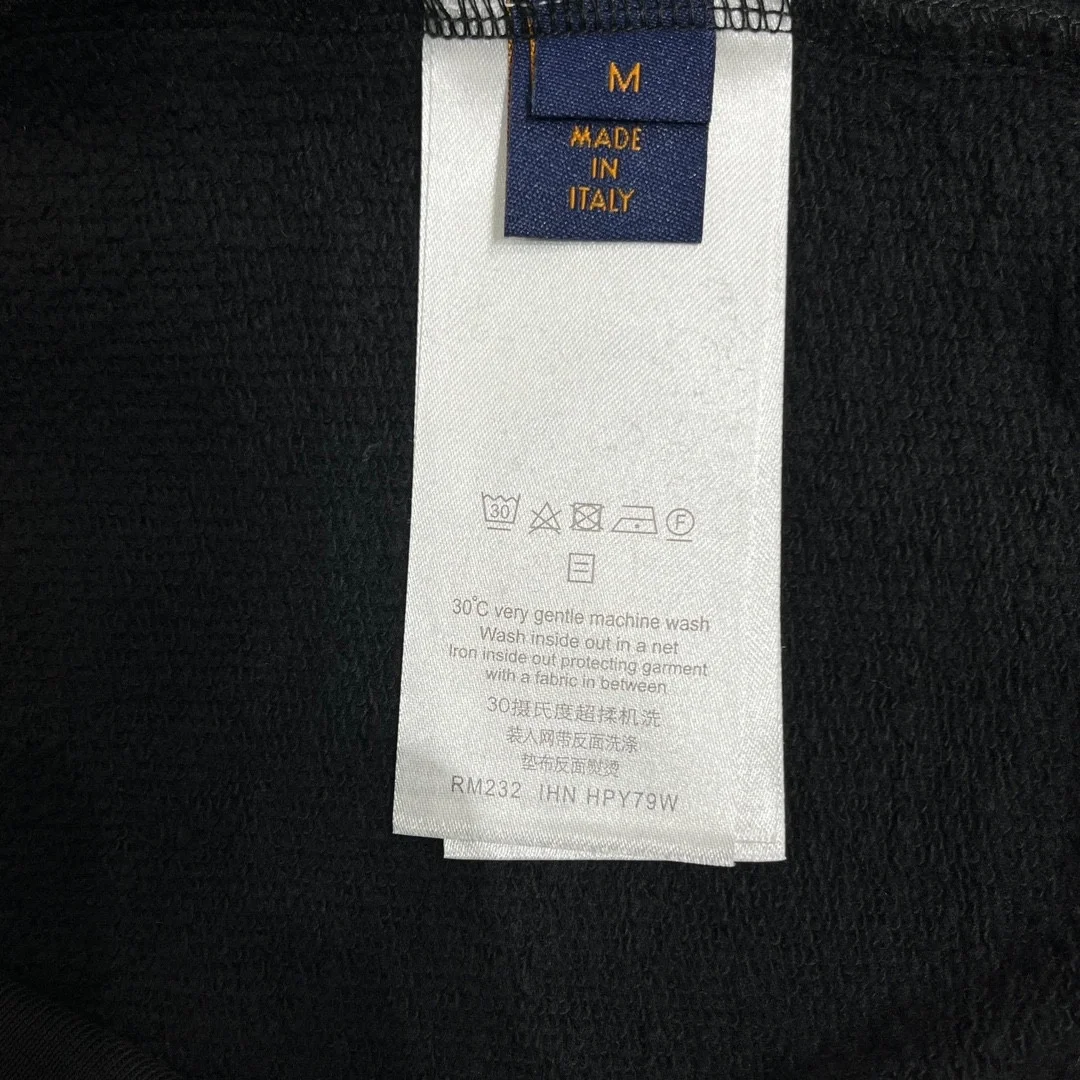 M
MADE
IN
ITALY
30 F
30°C very gentle machine wash
Wash inside out in a net
Iron inside out protecting garment
with a fabric in between
30摄氏度超揉机洗
装入网带反面洗涤
垫布反面熨烫
RM232 IHN HPY79W